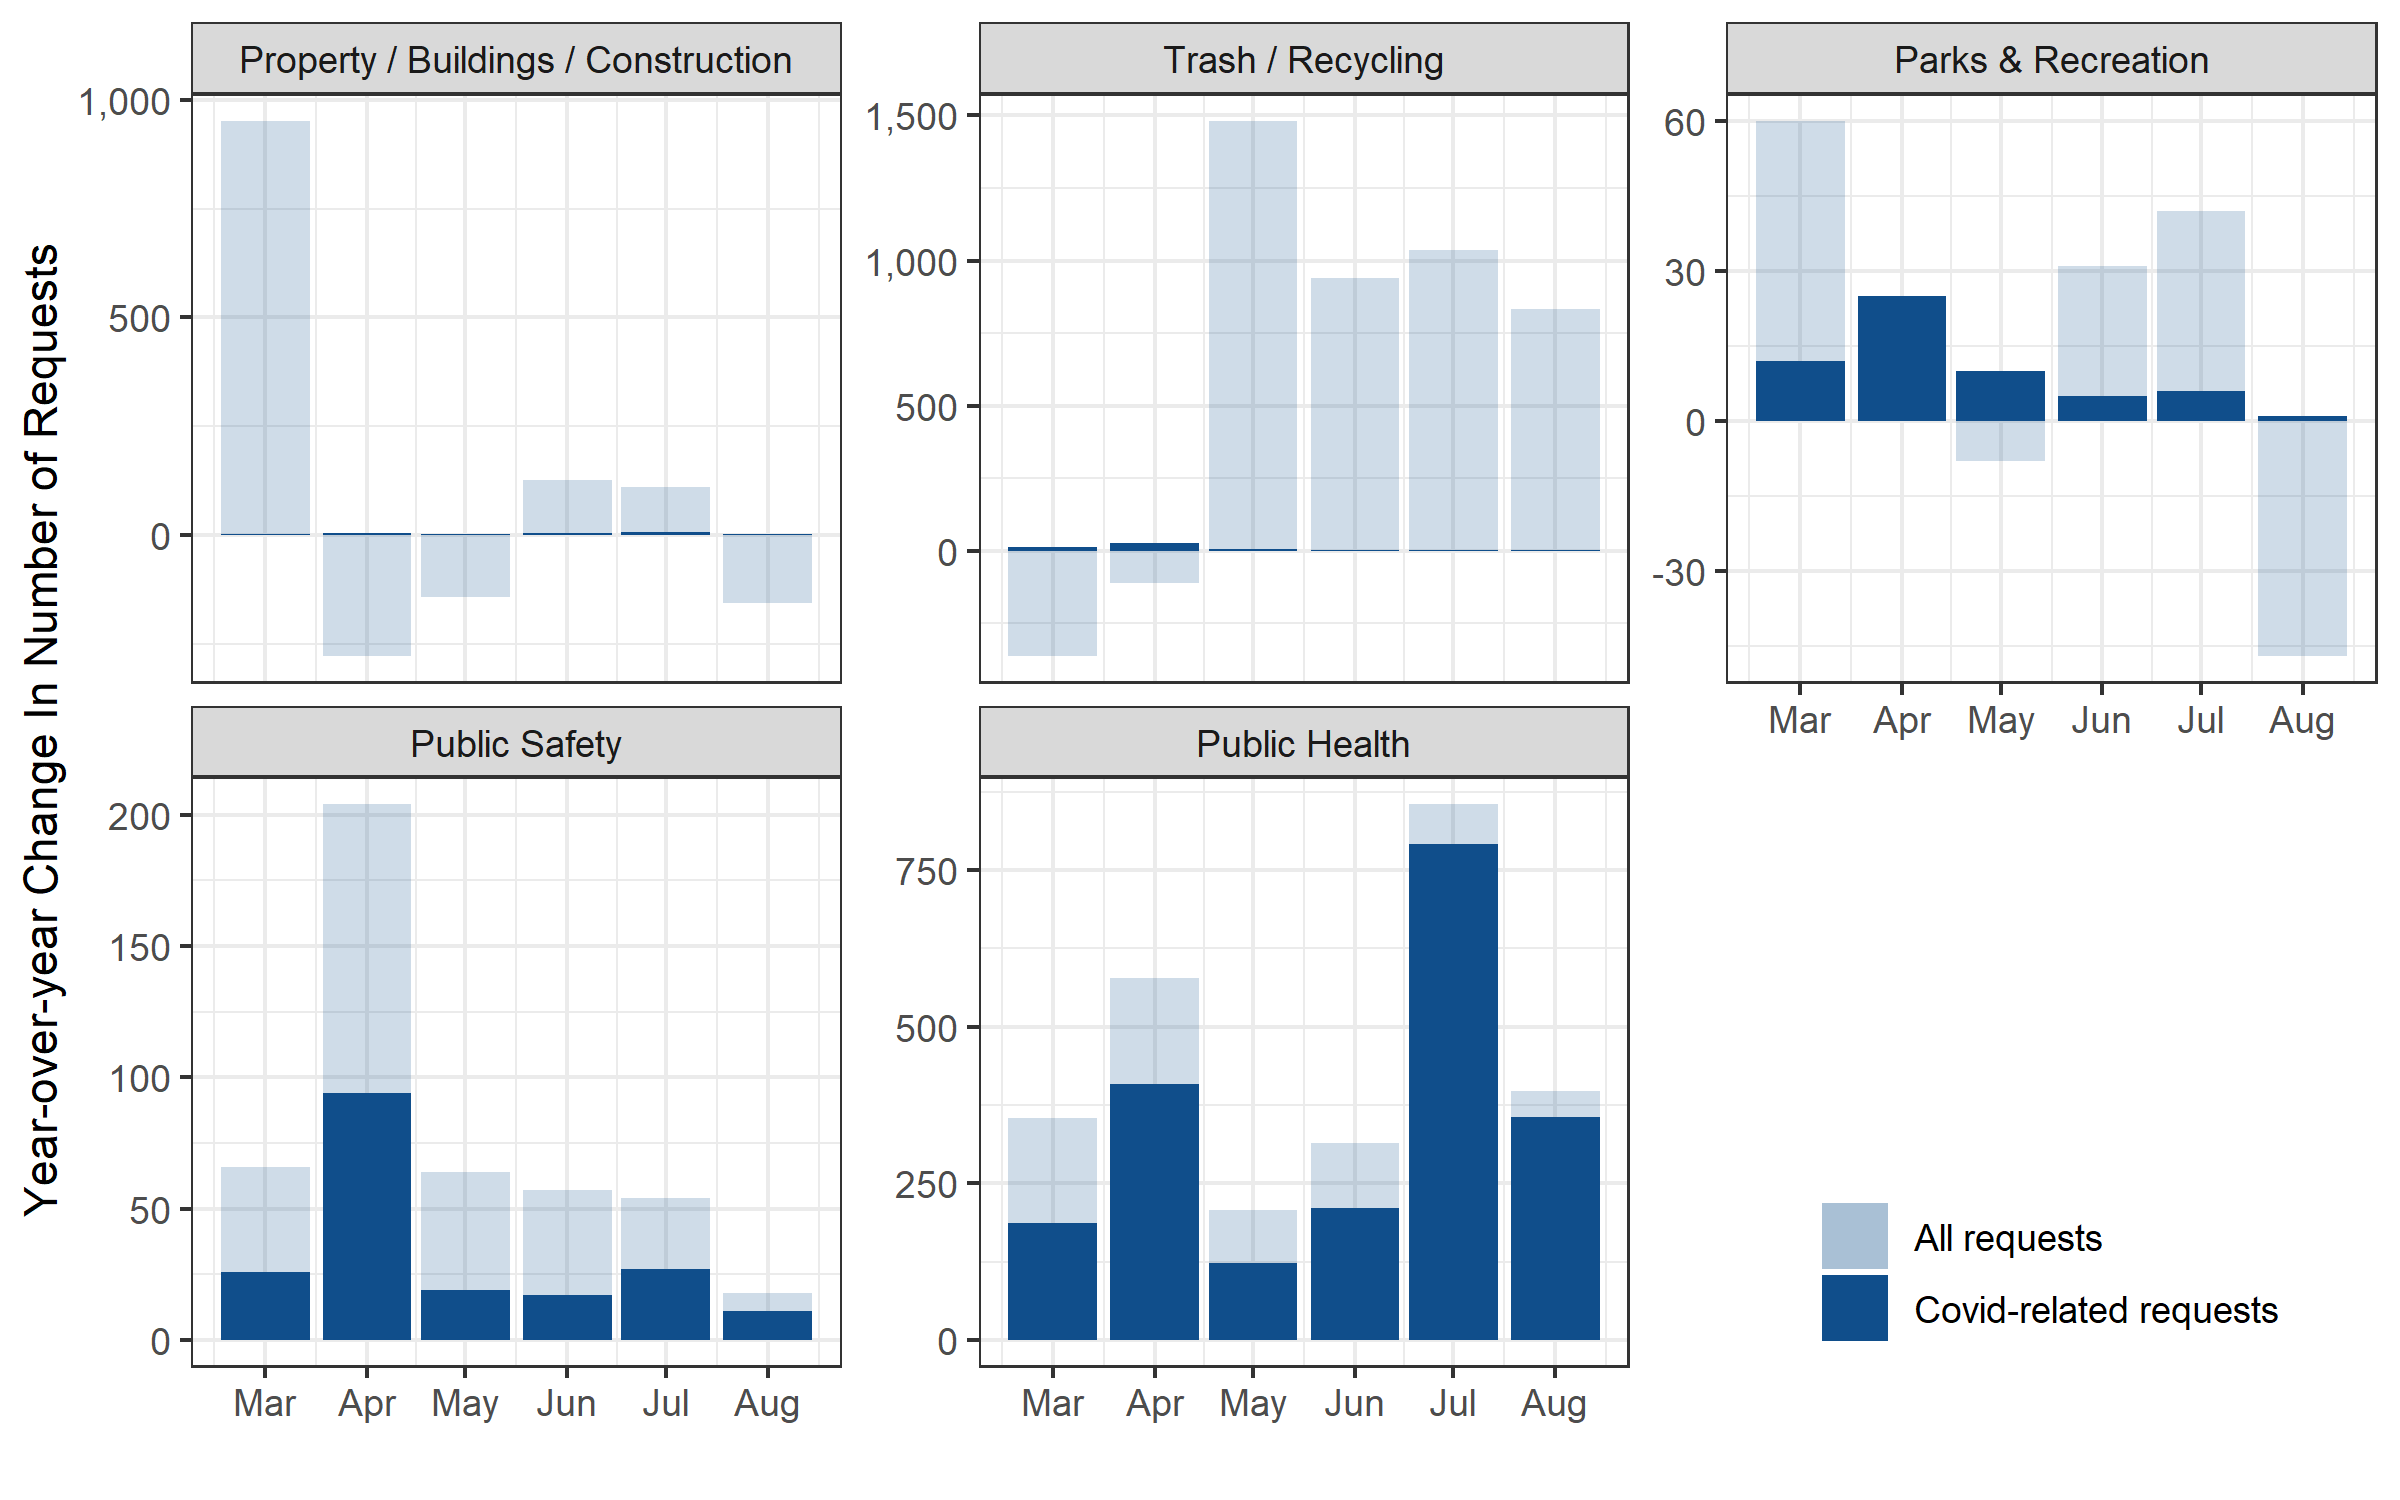 Year-over-year Change In Number of Requests
Property / Buildings / Construction
1,000
500
0
Trash / Recycling
1,500
1,000
500
0
Parks & Recreation
60
30
0
-30
Mar Apr May Jun Jul Aug
Public Safety
200
150
100
50
0
Mar Apr May Jun Jul Aug
Public Health
750
500
250
0
Mar Apr May Jun Jul Aug
All requests
Covid-related requests